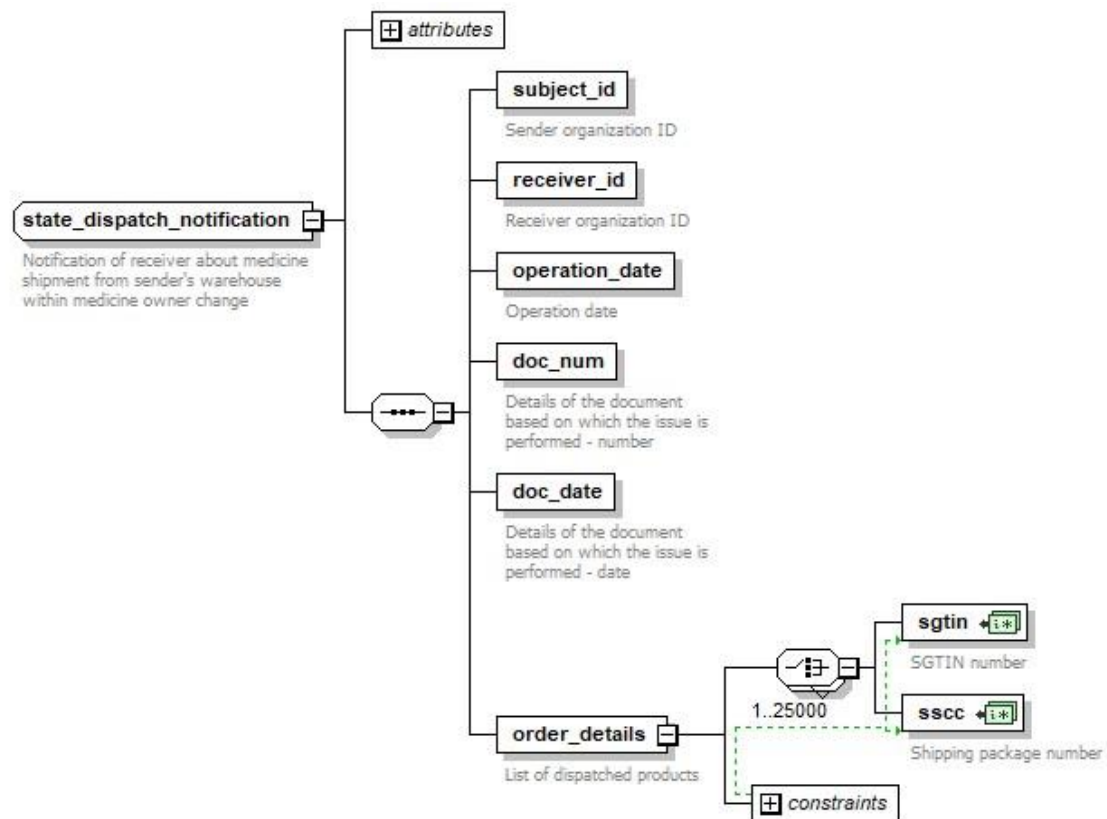 attributes
subject_id
Sender organization ID
receiver_id
Receiver organization ID
state_dispatch_notification
Notification of receiver about medicine
shipment from sender's warehouse
within medicine owner change
operation_date
Operation date
doc_num
Details of the document
based on which the issue is
performed - number
doc_date
Details of the document
based on which the issue is
performed - date
sgtin
SGTIN number
1..25000
sscc
Shipping package number
order_details
List of dispatched products
constraints